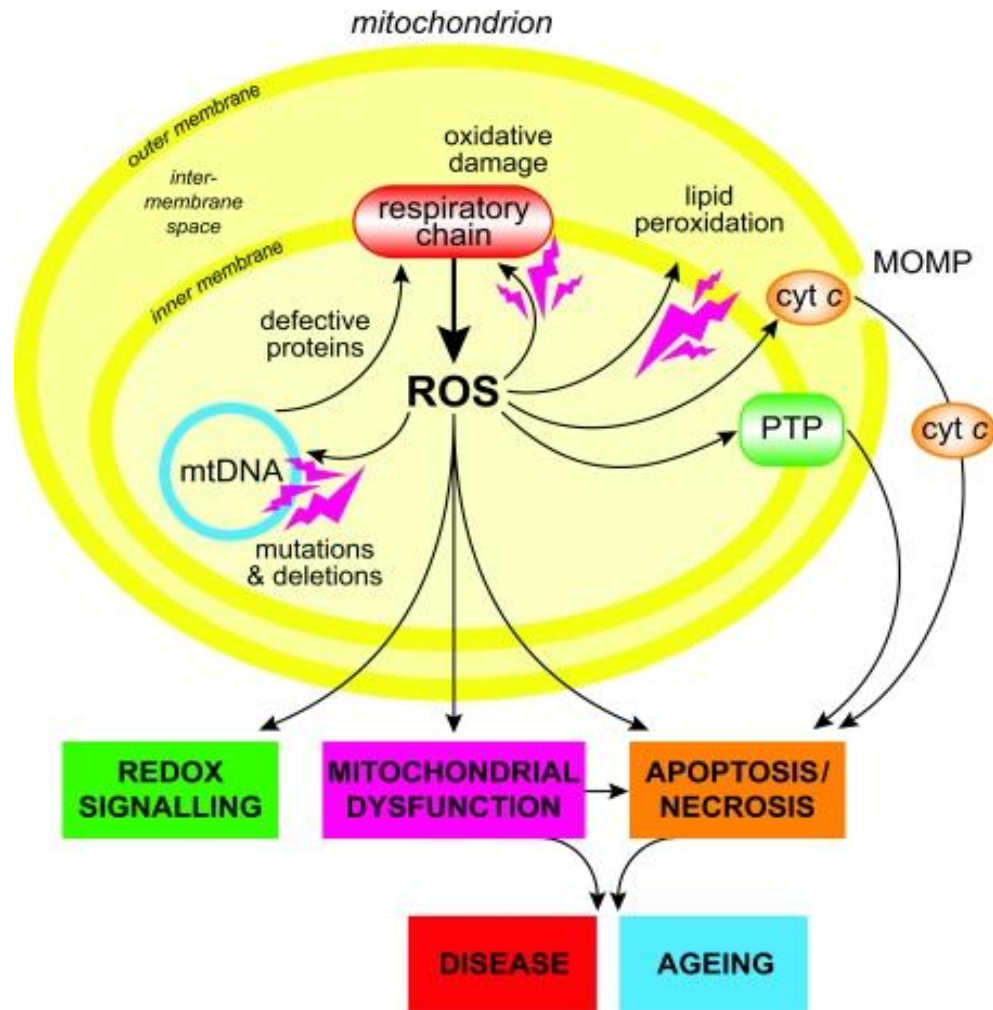 mitochondrion
outer membrane
inter-
membrane
space
inner membrane
oxidative
damage
respiratory
chain
lipid
peroxidation
MOMP
cyt c
defective
proteins
ROS
PTP
cyt c
mtDNA
mutations
& deletions
REDOX
SIGNALLING
MITOCHONDRIAL
DYSFUNCTION
APOPTOSIS/
NECROSIS
DISEASE
AGEING